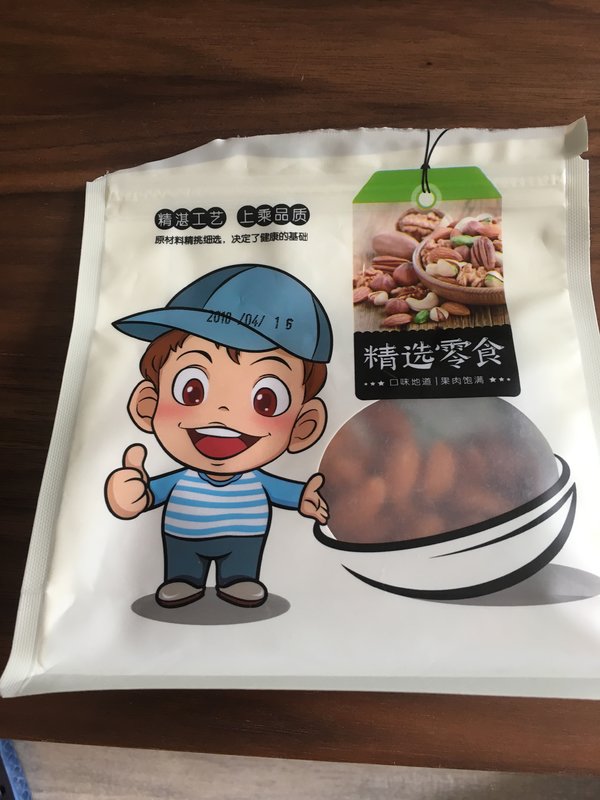 精湛工艺 上乘品质
原材料精挑细选，决定了健康的基础
2018/04/16
精选零食
口味地道|果肉饱满